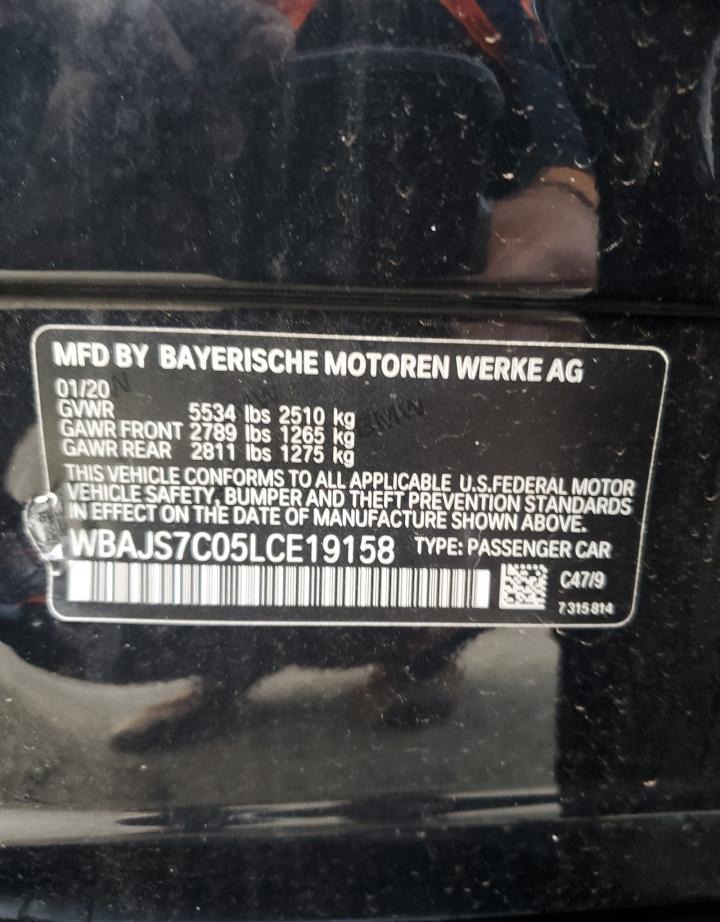 MFD BY BAYERISCHE MOTOREN WERKE AG
01/20
GVWR 5534 lbs 2510 kg
GAWR FRONT 2789 lbs 1265 kg
GAWR REAR 2811 lbs 1275 kg
THIS VEHICLE CONFORMS TO ALL APPLICABLE U.S.FEDERAL MOTOR
VEHICLE SAFETY, BUMPER AND THEFT PREVENTION STANDARDS
IN EFFECT ON THE DATE OF MANUFACTURE SHOWN ABOVE.
WBAJS7C05LCE19158 TYPE: PASSENGER CAR
C47/9
7 315 814